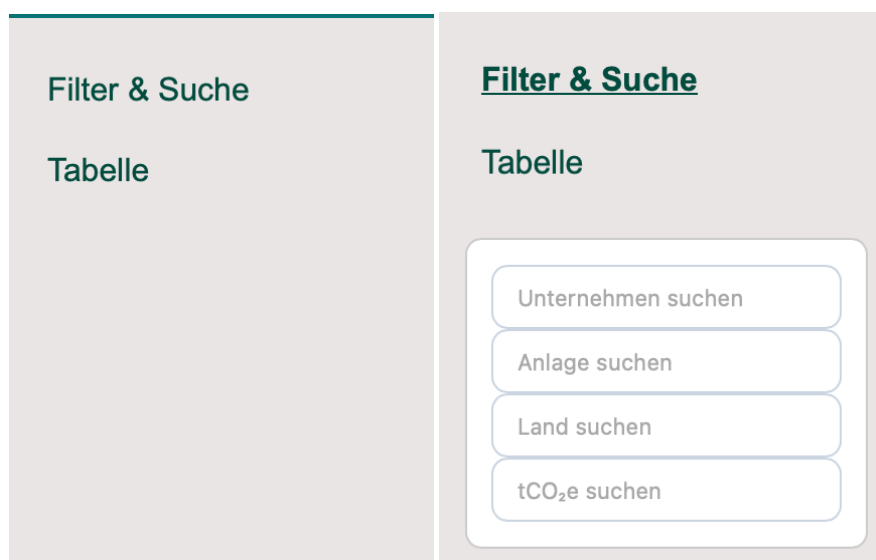 Filter & Suche
Tabelle
Filter & Suche
Tabelle
Unternehmen suchen
Anlage suchen
Land suchen
tCO₂e suchen